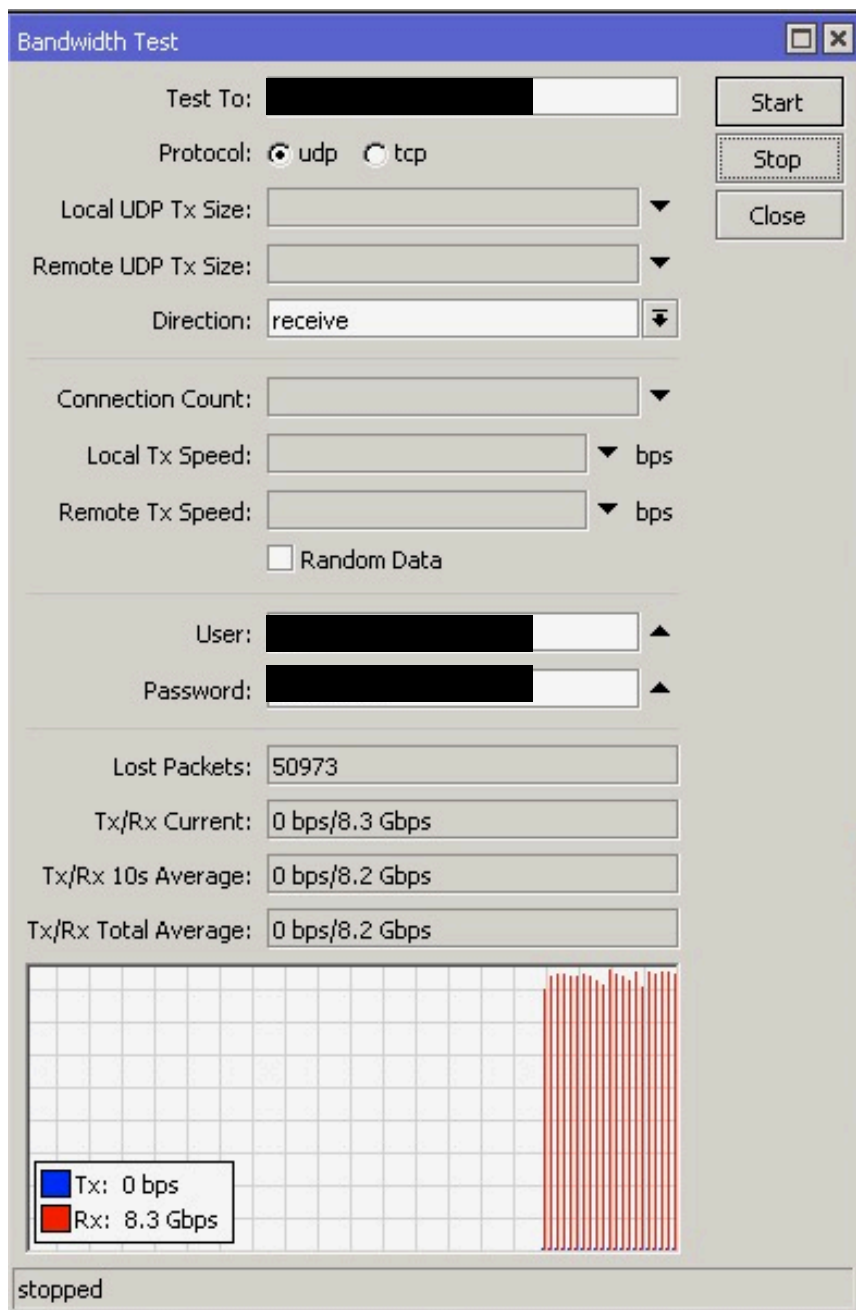 Bandwidth Test
Test To:
Start
Protocol: udp tcp
Stop
Local UDP Tx Size:
Close
Remote UDP Tx Size:
Direction: receive
Connection Count:
Local Tx Speed: bps
Remote Tx Speed: bps
Random Data
User:
Password:
Lost Packets: 50973
Tx/Rx Current: 0 bps/8.3 Gbps
Tx/Rx 10s Average: 0 bps/8.2 Gbps
Tx/Rx Total Average: 0 bps/8.2 Gbps
Tx: 0 bps
Rx: 8.3 Gbps
stopped